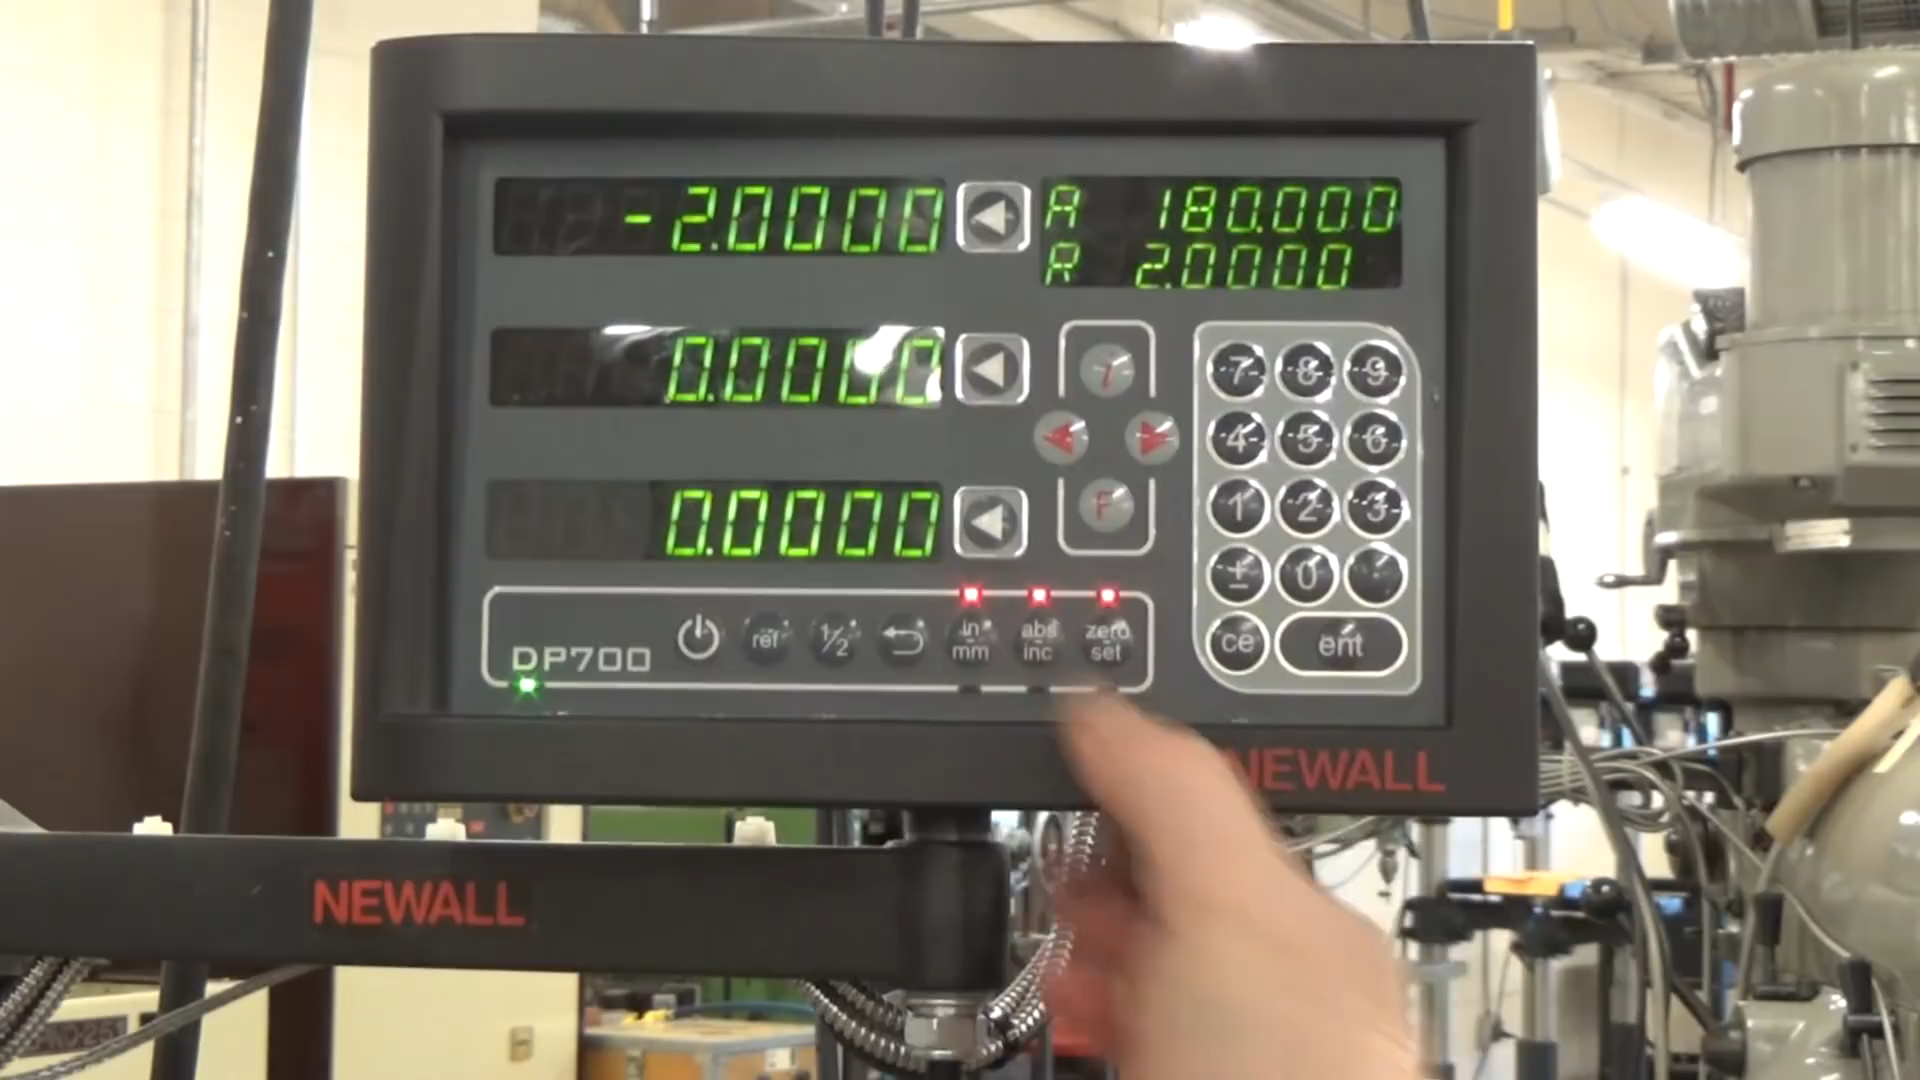 -2.0000
A 180.000
R 2.0000
0.0000
0.0000
i
F
7 8 9
4 5 6
1 2 3
± 0 .
ce ent
ref 1/2 in mm abs inc zero set
DP700
NEWALL
NEWALL